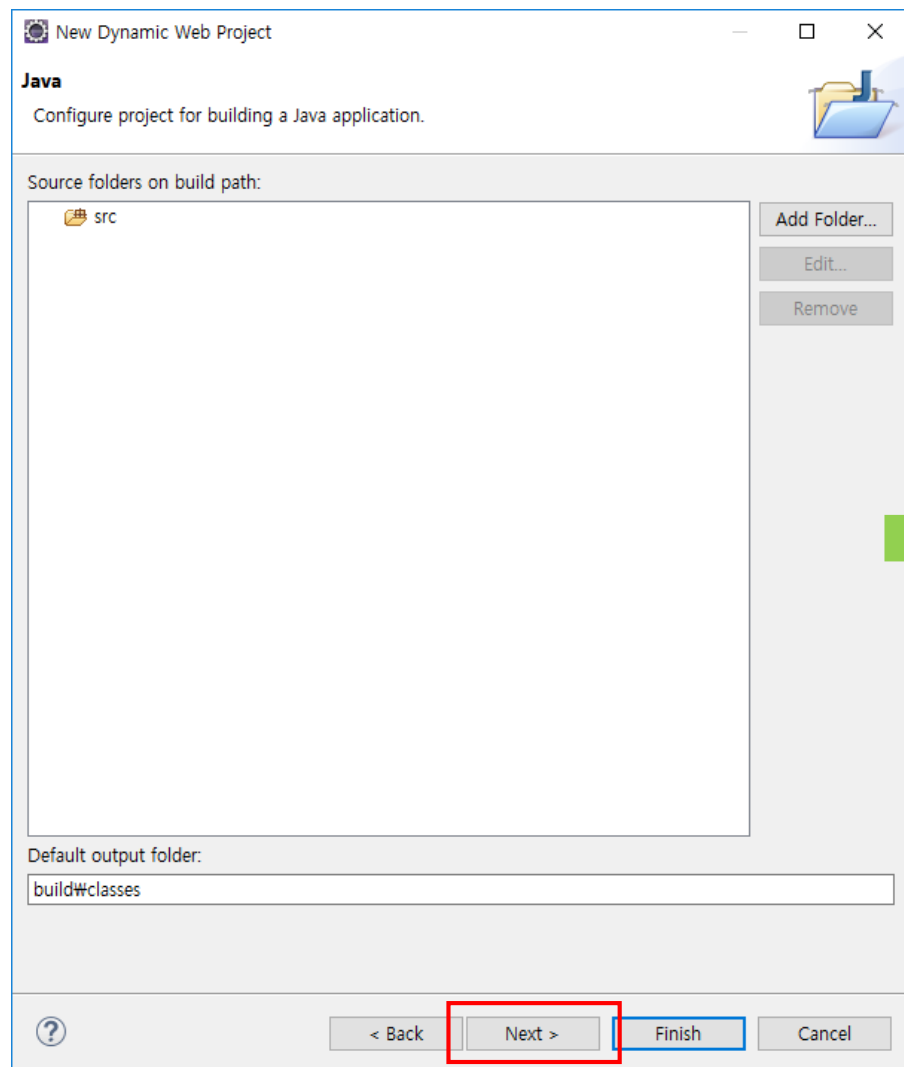 New Dynamic Web Project
Java
Configure project for building a Java application.
Source folders on build path:
src
Add Folder...
Edit...
Remove
Default output folder:
build₩classes
< Back
Next >
Finish
Cancel